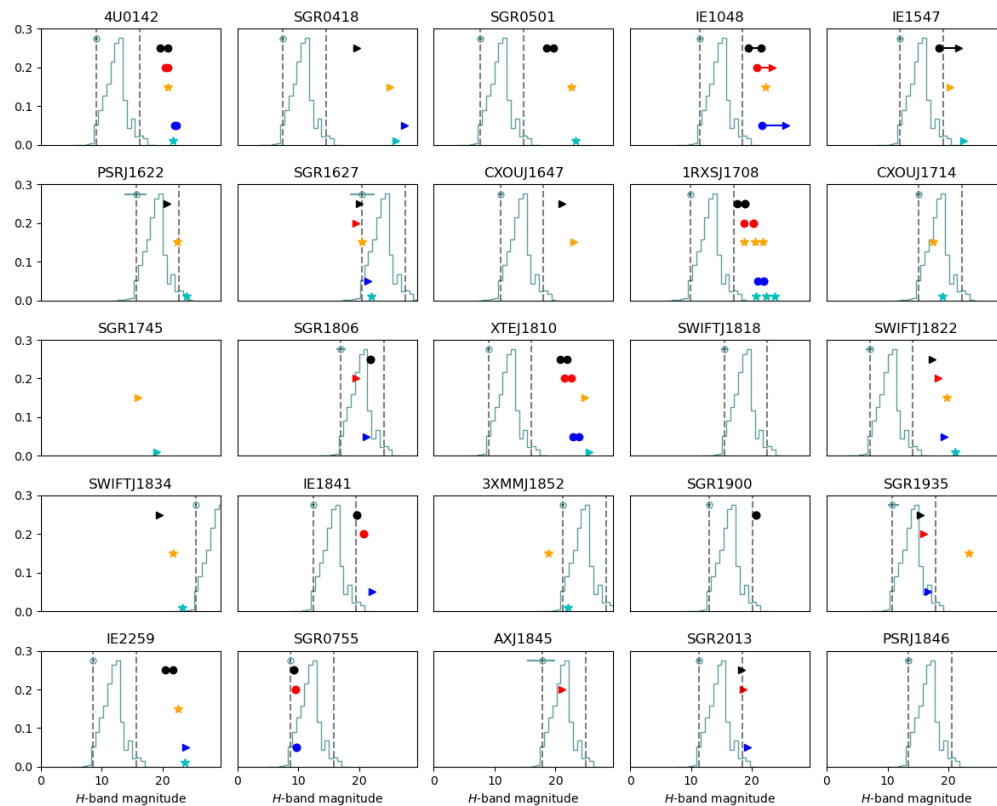 4U0142 SGR0418 SGR0501 IE1048 IE1547
0.3
0.2
0.1
0.0
PSRJ1622 SGR1627 CXOUJ1647 1RXSJ1708 CXOUJ1714
0.3
0.2
0.1
0.0
SGR1745 SGR1806 XTEJ1810 SWIFTJ1818 SWIFTJ1822
0.3
0.2
0.1
0.0
SWIFTJ1834 IE1841 3XMMJ1852 SGR1900 SGR1935
0.3
0.2
0.1
0.0
IE2259 SGR0755 AXJ1845 SGR2013 PSRJ1846
0.3
0.2
0.1
0.0
0 10 20 0 10 20 0 10 20 0 10 20 0 10 20
H-band magnitude H-band magnitude H-band magnitude H-band magnitude H-band magnitude